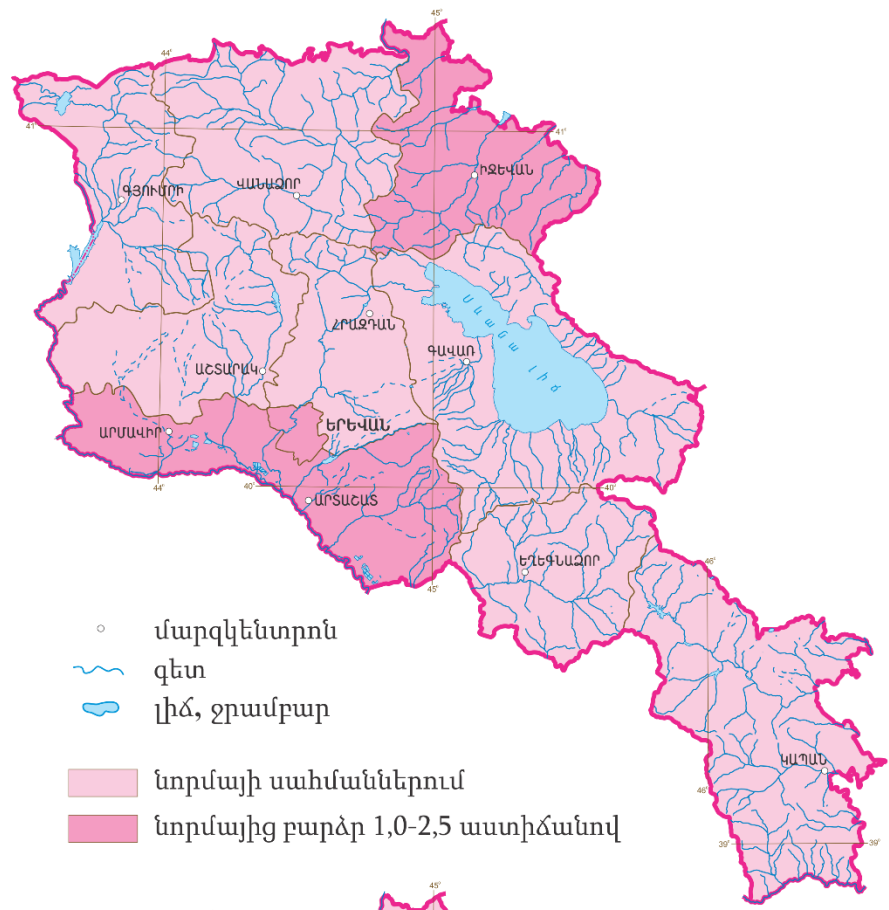 45°
44°
41°
41°
ԻՋԵՎԱՆ
ԳՅՈՒՄՐԻ
ՎԱՆԱՁՈՐ
Սևանա լիճ
ՀՐԱԶԴԱՆ
ԳԱՎԱՌ
ԱՇՏԱՐԱԿ
ԱՐՄԱՎԻՐ
ԵՐԵՎԱՆ
44°
40°
40°
ԱՐՏԱՇԱՏ
ԵՂԵԳՆԱՁՈՐ
46°
45°
մարզկենտրոն
գետ
լիճ, ջրամբար
ԿԱՊԱՆ
նորմայի սահմաններում
46°
նորմայից բարձր 1,0-2,5 աստիճանով
39°
39°
45°